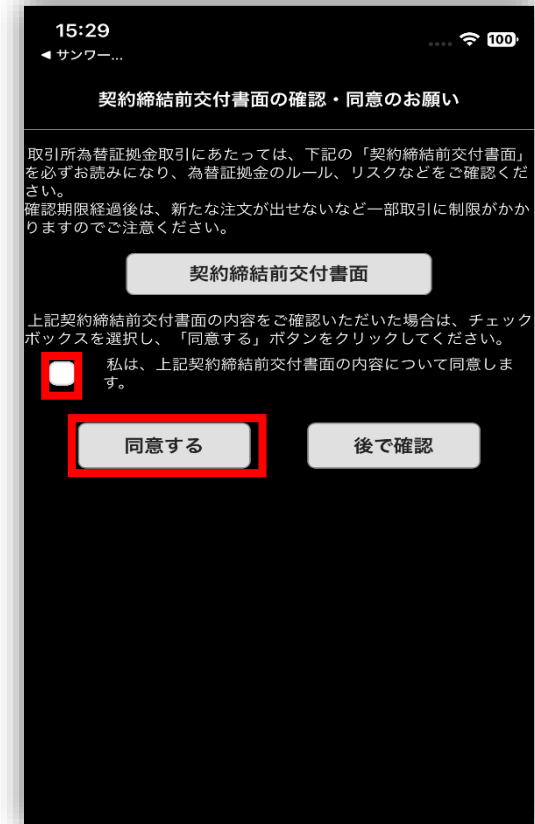 15:29
100
◀ サンワー...
契約締結前交付書面の確認・同意のお願い
取引所為替証拠金取引にあたっては、下記の「契約締結前交付書面」
を必ずお読みになり、為替証拠金のルール、リスクなどをご確認くだ
さい。
確認期限経過後は、新たな注文が出せないなど一部取引に制限がかか
りますのでご注意ください。
契約締結前交付書面
上記契約締結前交付書面の内容をご確認いただいた場合は、チェック
ボックスを選択し、「同意する」ボタンをクリックしてください。
私は、上記契約締結前交付書面の内容について同意しま
す。
同意する
後で確認